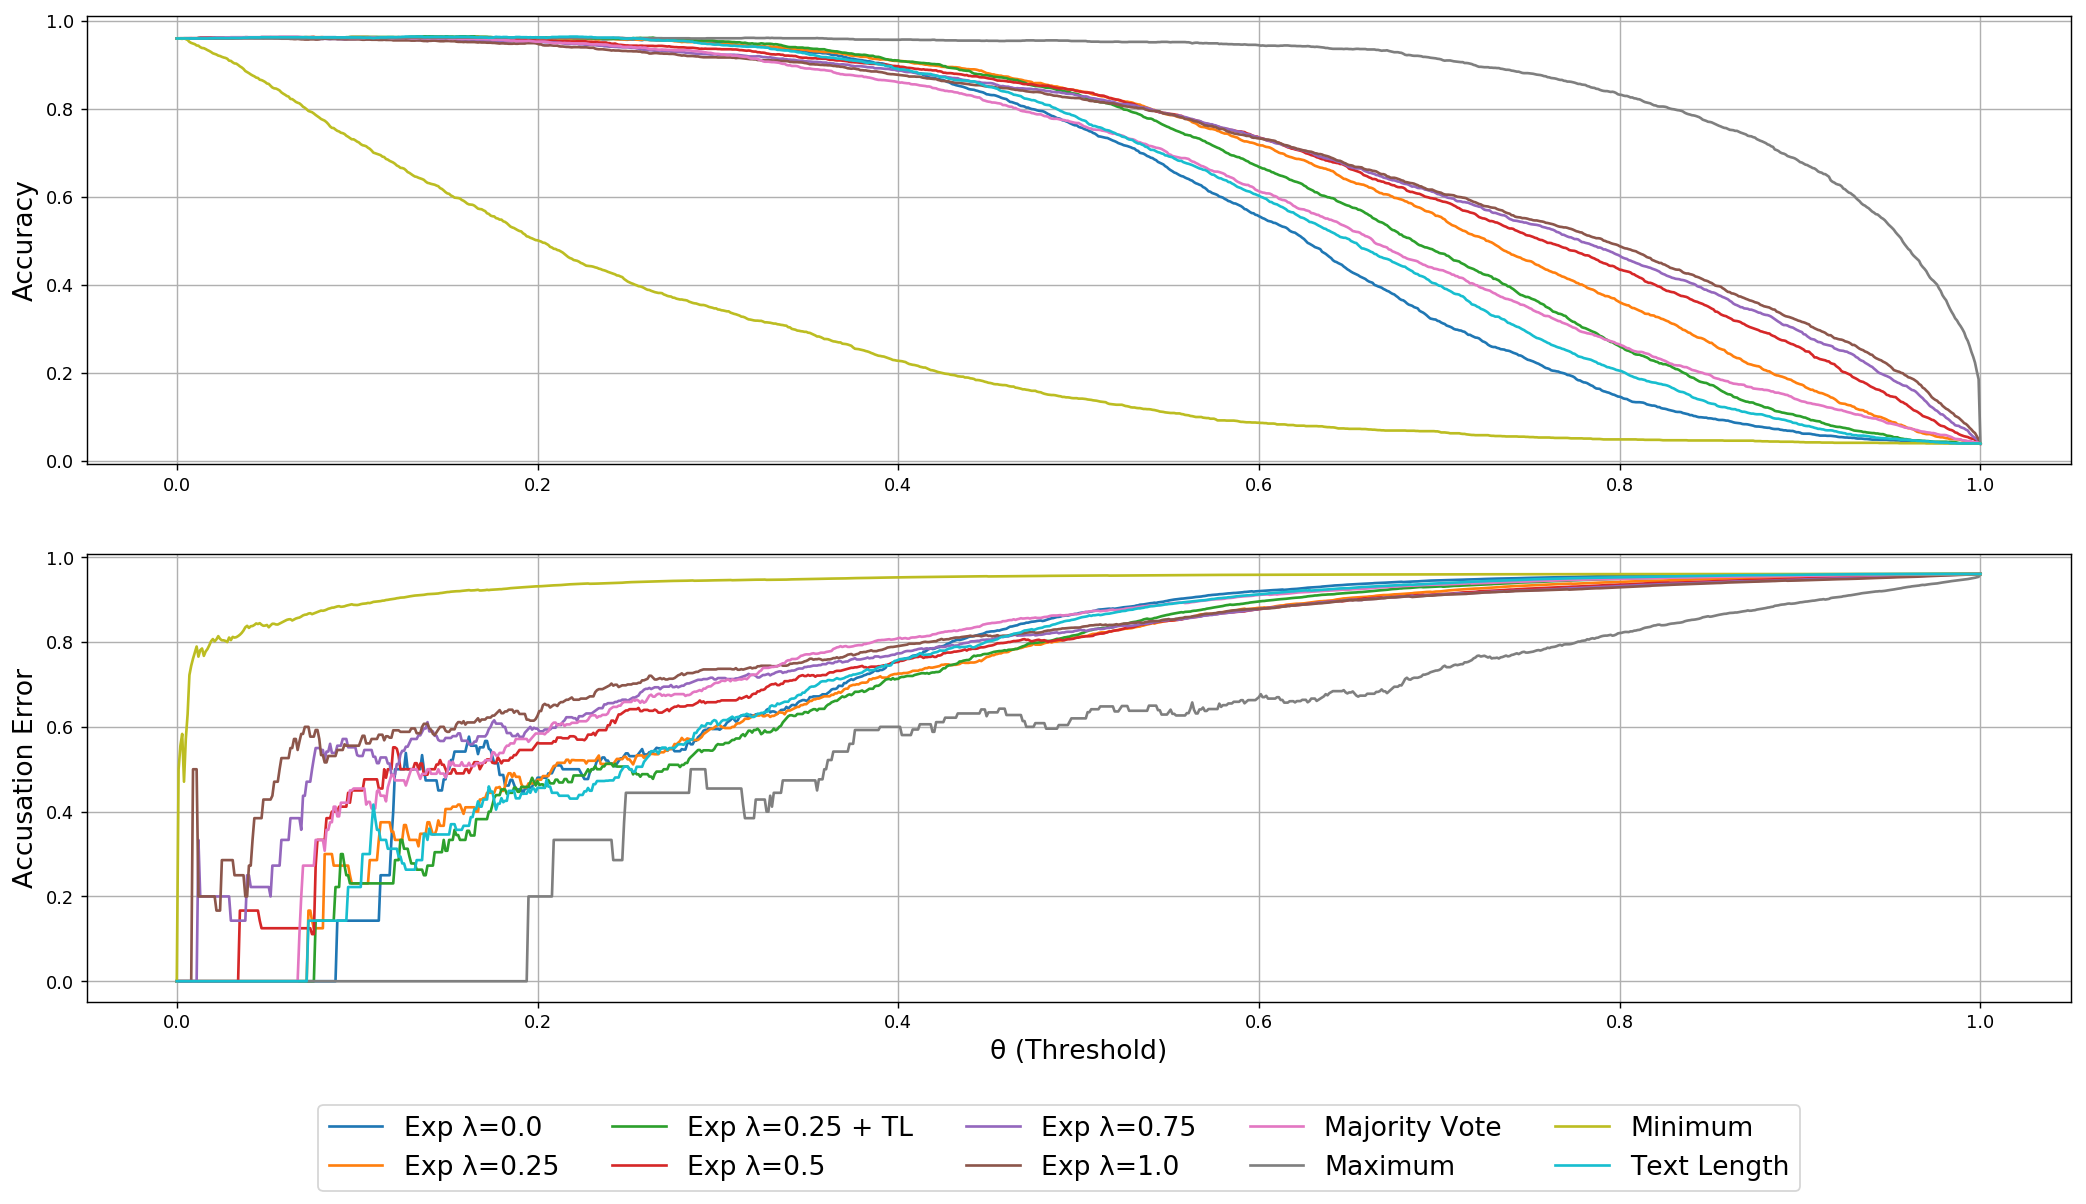 1.0
0.8
0.6
0.4
0.2
0.0
Accuracy
0.0 0.2 0.4 0.6 0.8 1.0
1.0
0.8
0.6
0.4
0.2
0.0
Accusation Error
0.0 0.2 0.4 0.6 0.8 1.0
θ (Threshold)
Exp λ=0.0 Exp λ=0.25 + TL Exp λ=0.75 Majority Vote Minimum
Exp λ=0.25 Exp λ=0.5 Exp λ=1.0 Maximum Text Length